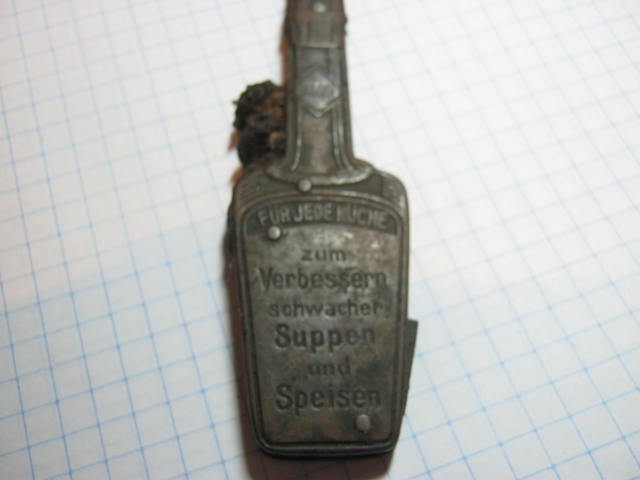 FÜR JEDE KÜCHE
zum
Verbessern
schwacher
Suppen
und
Speisen